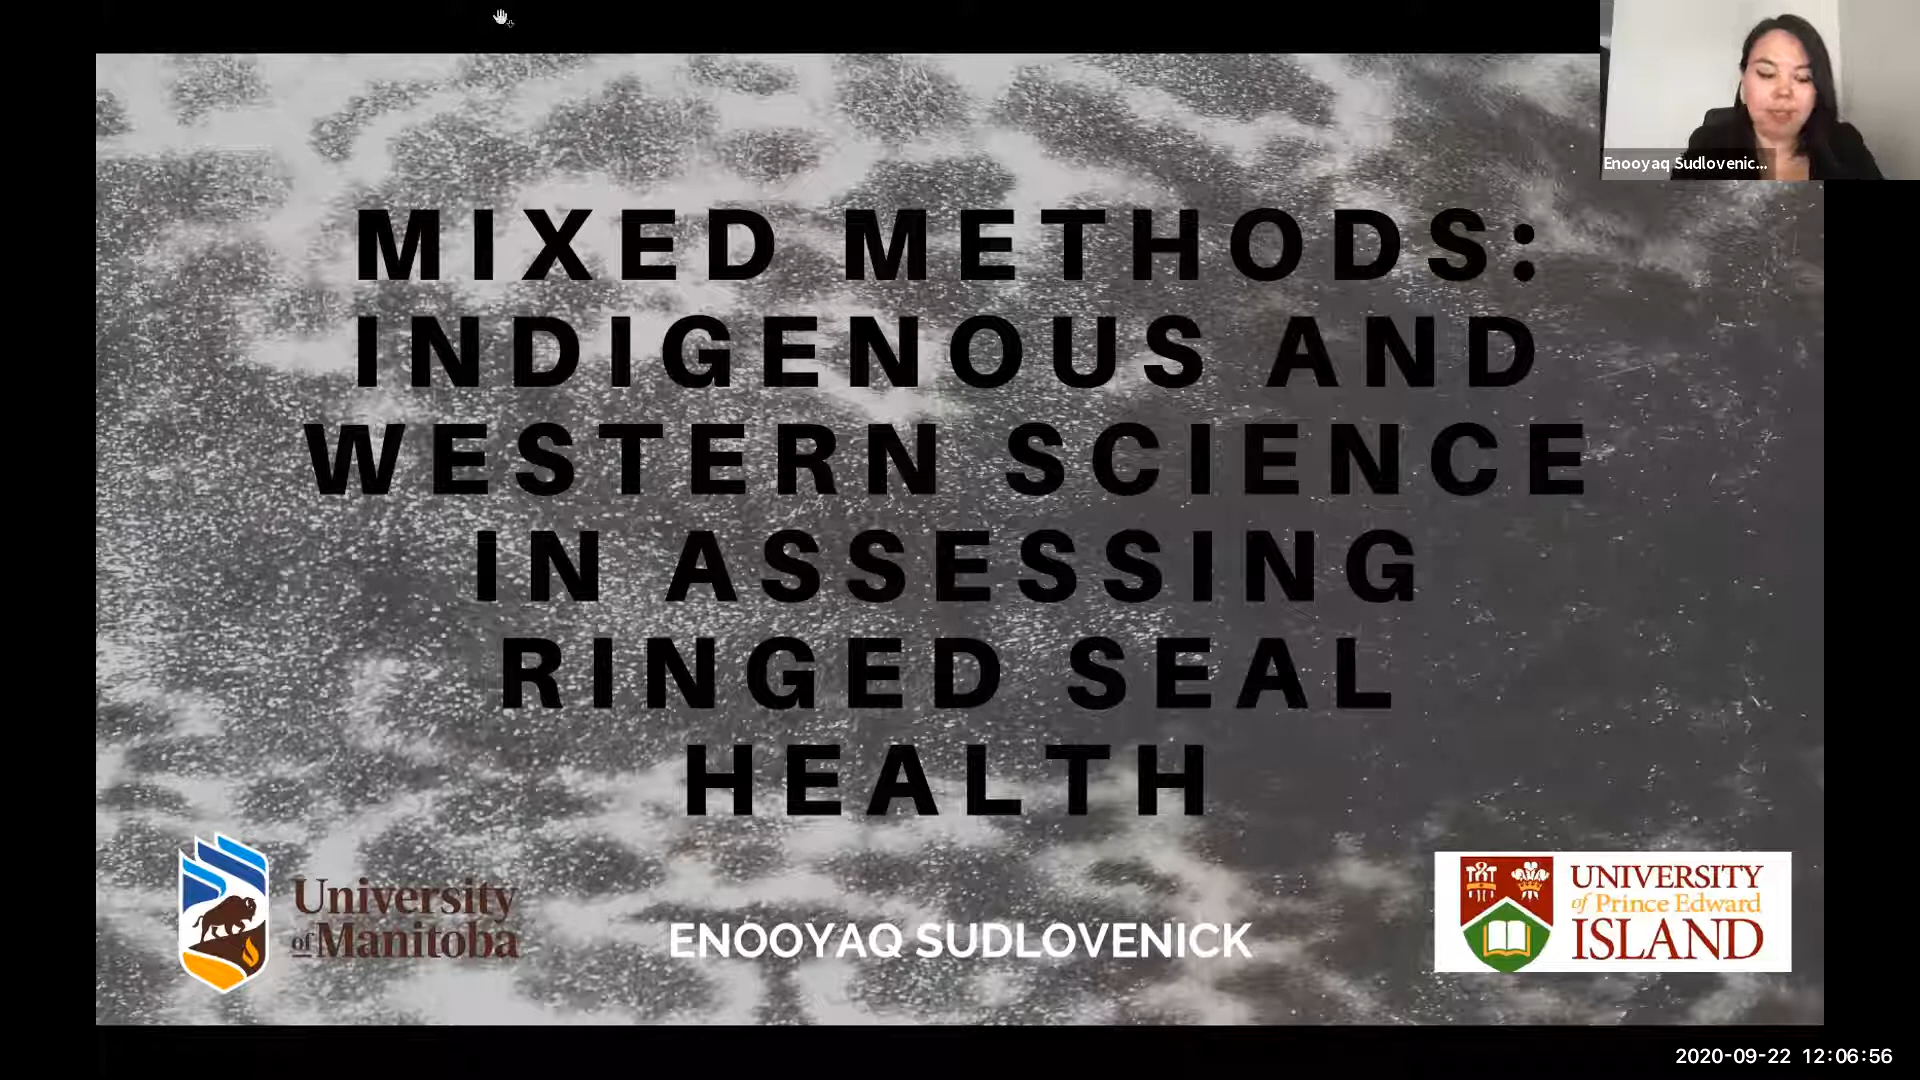 Enooyaq Sudlovenic...
MIXED METHODS:
INDIGENOUS AND
WESTERN SCIENCE
IN ASSESSING
RINGED SEAL
HEALTH
University
of Manitoba
ENOOYAQ SUDLOVENICK
UNIVERSITY
of Prince Edward
ISLAND
2020-09-22 12:06:56